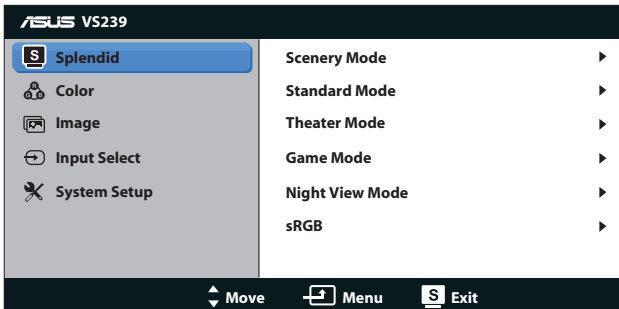 ASUS VS239
S Splendid
Color
Image
Input Select
System Setup
Scenery Mode
Standard Mode
Theater Mode
Game Mode
Night View Mode
sRGB
Move Menu S Exit